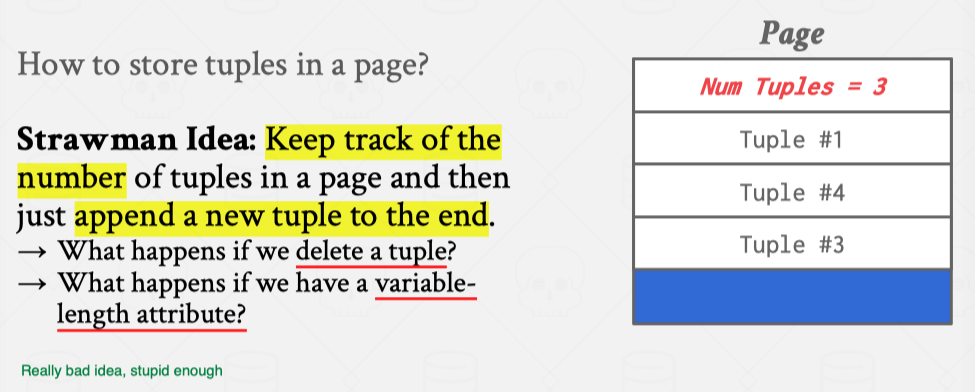 How to store tuples in a page?
Strawman Idea: Keep track of the
number of tuples in a page and then
just append a new tuple to the end.
→ What happens if we delete a tuple?
→ What happens if we have a variable-
length attribute?
Really bad idea, stupid enough
Page
Num Tuples = 3
Tuple #1
Tuple #4
Tuple #3